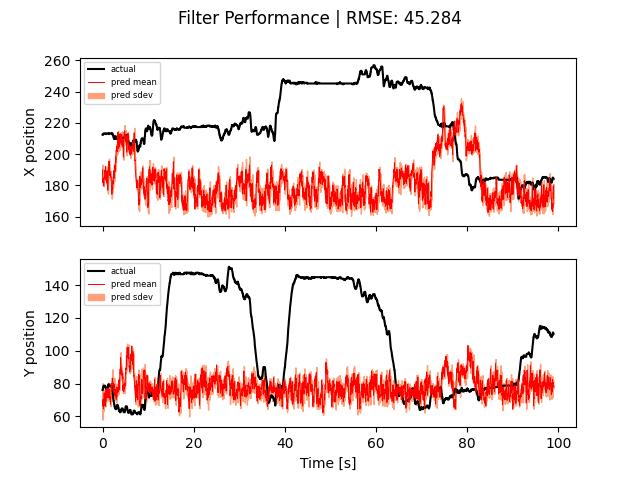 Filter Performance | RMSE: 45.284
260
240
220
200
180
160
X position
actual
pred mean
pred sdev
140
120
100
80
60
Y position
actual
pred mean
pred sdev
0 20 40 60 80 100
Time [s]